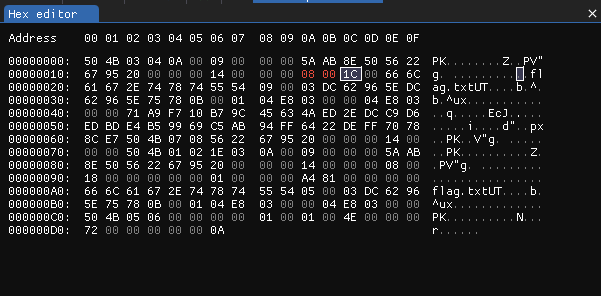 Hex editor
Address 00 01 02 03 04 05 06 07 08 09 0A 0B 0C 0D 0E 0F
00000000: 50 4B 03 04 0A 00 09 00 00 00 5A AB 8E 50 56 22 PK........Z..PV"
00000010: 67 95 20 00 00 00 14 00 00 00 08 00 1C 00 66 6C g. ...........fl
00000020: 61 67 2E 74 78 74 55 54 09 00 03 DC 62 96 5E DC ag.txtUT....b.^.
00000030: 62 96 5E 75 78 0B 00 01 04 E8 03 00 00 04 E8 03 b.^ux...........
00000040: 00 00 71 A9 F7 10 B7 9C 45 63 4A ED 2E DC C9 D6 ..q.....EcJ.....
00000050: ED BD E4 B5 99 69 C5 AB 94 FF 64 22 DE FF 70 78 .....i....d"..px
00000060: 8C E7 50 4B 07 08 56 22 67 95 20 00 00 00 14 00 ..PK..V"g. .....
00000070: 00 00 50 4B 01 02 1E 03 0A 00 09 00 00 00 5A AB ..PK..........Z.
00000080: 8E 50 56 22 67 95 20 00 00 00 14 00 00 00 08 00 .PV"g. .........
00000090: 18 00 00 00 00 00 01 00 00 00 A4 81 00 00 00 00 ................
000000A0: 66 6C 61 67 2E 74 78 74 55 54 05 00 03 DC 62 96 flag.txtUT....b.
000000B0: 5E 75 78 0B 00 01 04 E8 03 00 00 04 E8 03 00 00 ^ux.............
000000C0: 50 4B 05 06 00 00 00 00 01 00 01 00 4E 00 00 00 PK..........N...
000000D0: 72 00 00 00 00 00 0A r......